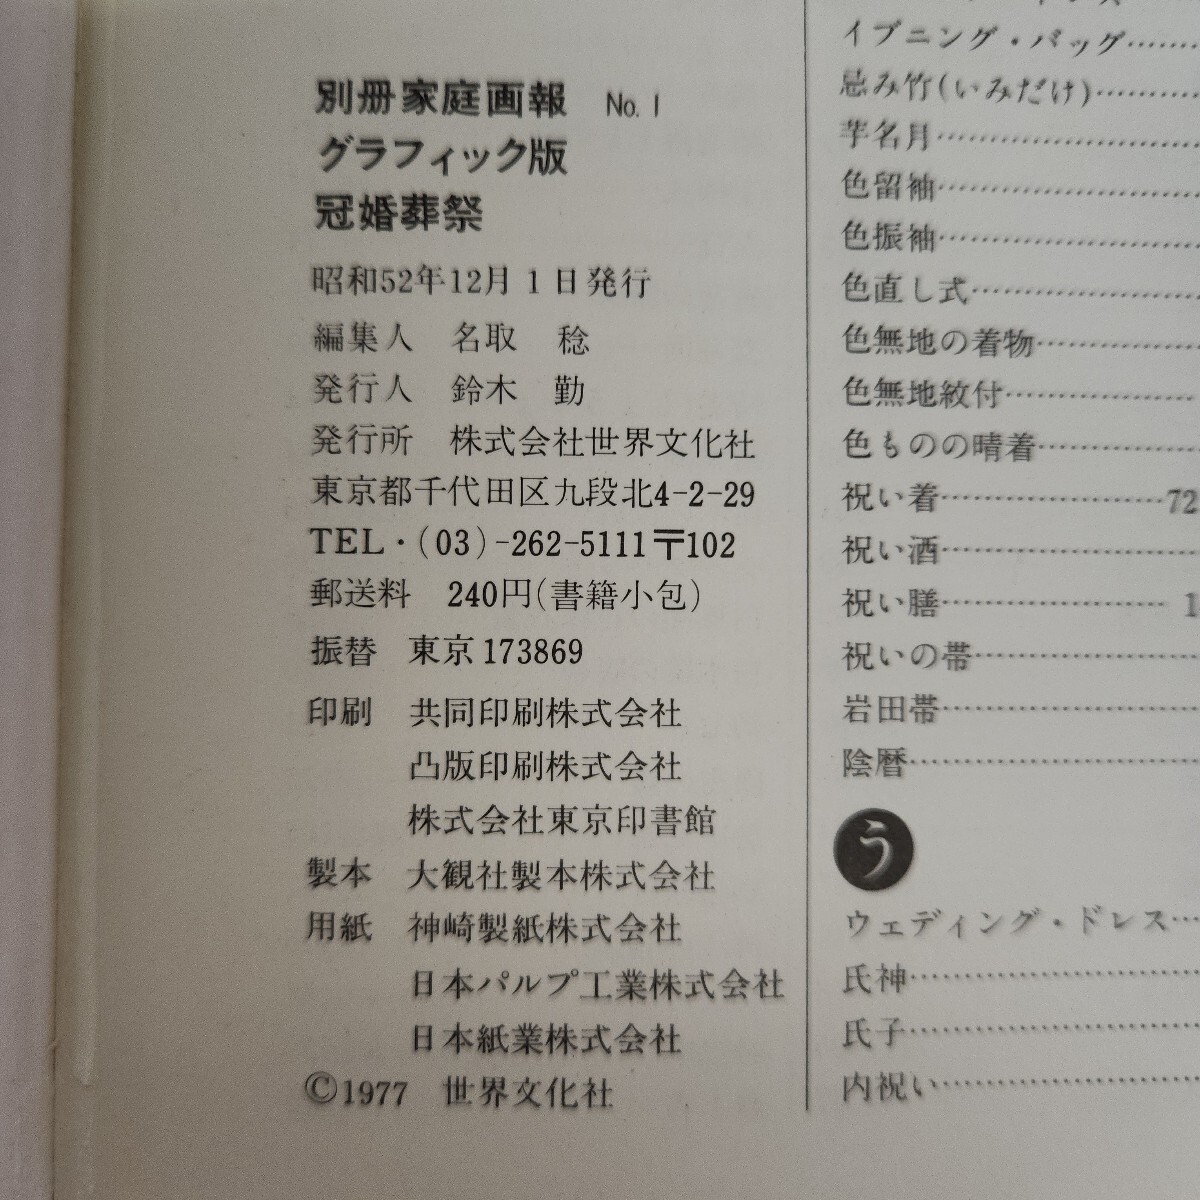 別冊家庭画報 No.1
グラフィック版
冠婚葬祭
昭和52年12月1日発行
編集人 名取 稔
発行人 鈴木 勤
発行所 株式会社世界文化社
東京都千代田区九段北4-2-29
TEL・(03)-262-5111〒102
郵送料 240円(書籍小包)
振替 東京173869
印刷 共同印刷株式会社
凸版印刷株式会社
株式会社東京印書館
製本 大観社製本株式会社
用紙 神崎製紙株式会社
日本パルプ工業株式会社
日本紙業株式会社
©1977 世界文化社
イブニング・バッグ……
忌み竹(いみだけ)……
芋名月……
色留袖……
色振袖……
色直し式……
色無地の着物……
色無地紋付……
色ものの晴着……
祝い着……72
祝い酒……
祝い膳……1
祝いの帯……
岩田帯……
陰暦……
う
ウェディング・ドレス……
氏神……
氏子……
内祝い……